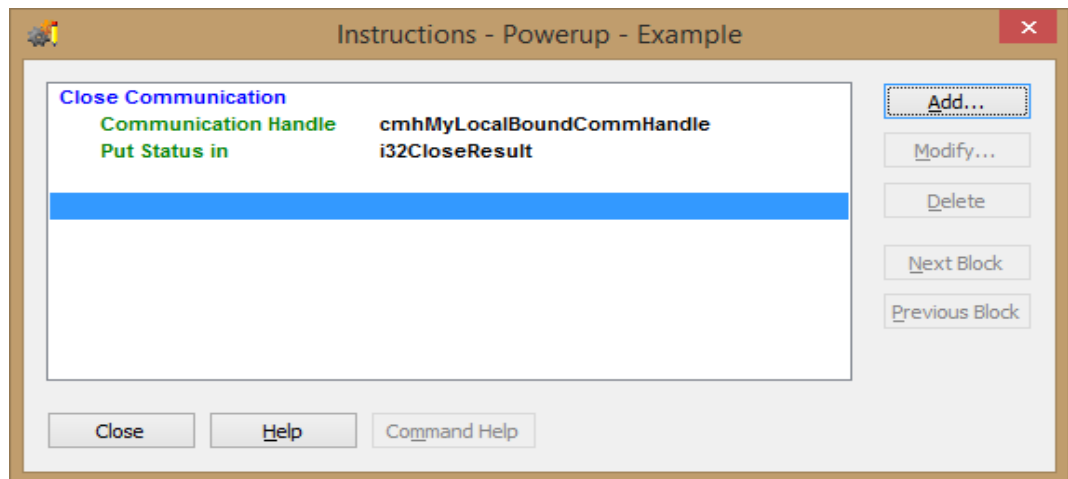 Instructions - Powerup - Example
Close Communication
Communication Handle cmhMyLocalBoundCommHandle
Put Status in i32CloseResult
Add...
Modify...
Delete
Next Block
Previous Block
Close
Help
Command Help